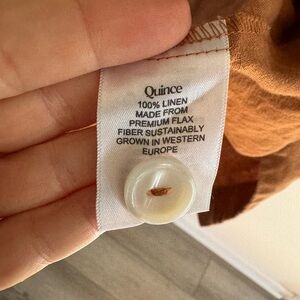 Quince
100% LINEN
MADE FROM
PREMIUM FLAX
FIBER SUSTAINABLY
GROWN IN WESTERN
EUROPE